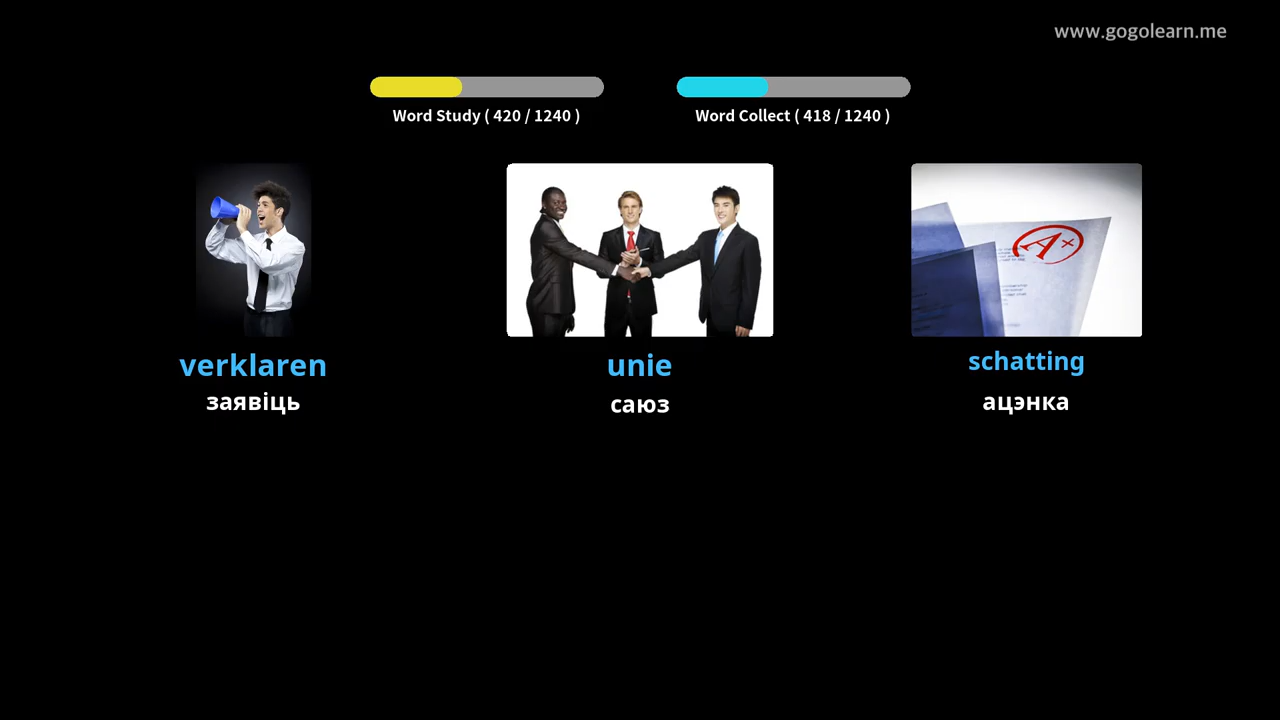 www.gogolearn.me
Word Study ( 420 / 1240 )
Word Collect ( 418 / 1240 )
A+
verklaren
unie
schatting
заявіць
саюз
ацэнка